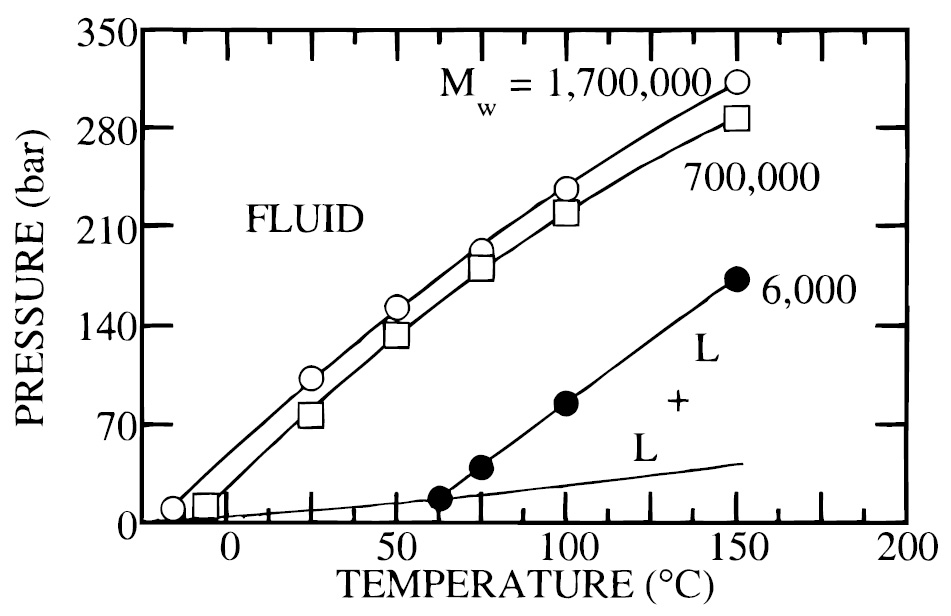 350
M_w = 1,700,000
280
700,000
FLUID
210
6,000
140
L
+
70
L
0
0 50 100 150 200
TEMPERATURE (°C)
PRESSURE (bar)